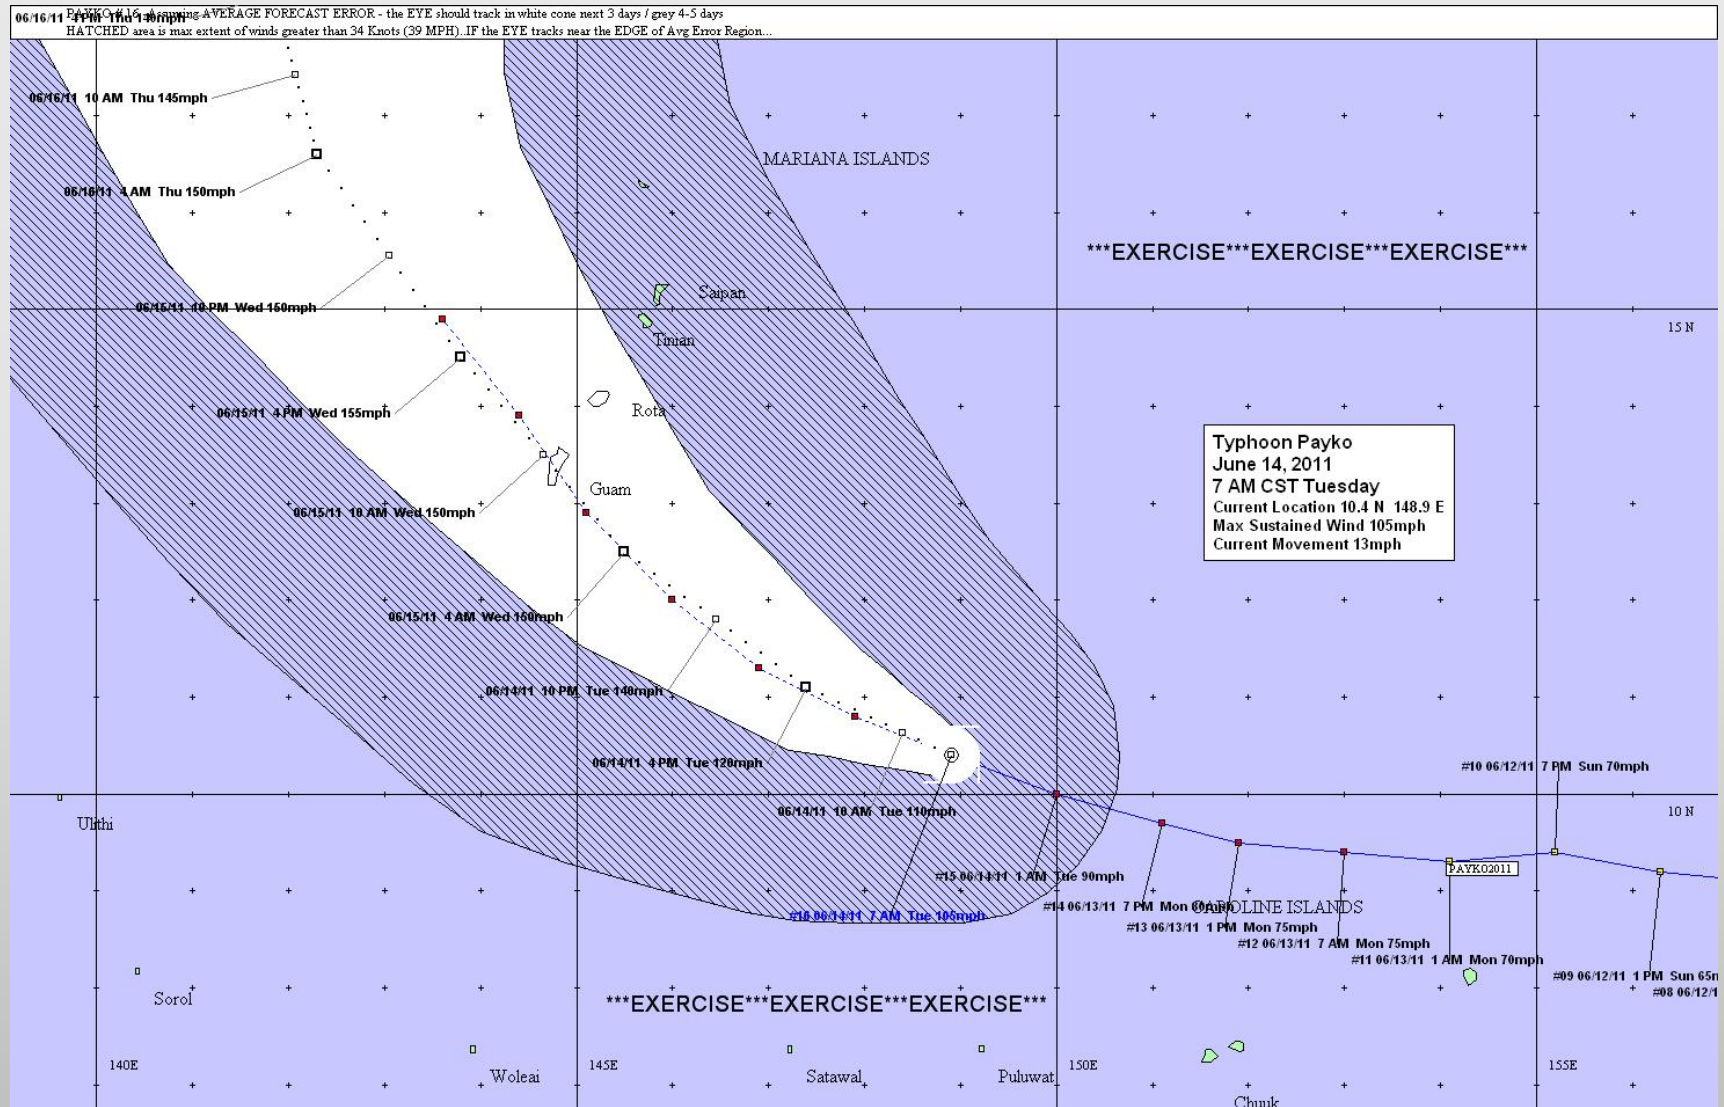 06/16/11 4 PM Thu 140mph
PAYKO # 16 Assuming AVERAGE FORECAST ERROR - the EYE should track in white cone next 3 days / grey 4-5 days
HATCHED area is max extent of winds greater than 34 Knots (39 MPH)..IF the EYE tracks near the EDGE of Avg Error Region...
06/16/11 10 AM Thu 145mph
MARIANA ISLANDS
06/16/11 4 AM Thu 150mph
***EXERCISE***EXERCISE***EXERCISE***
Saipan
06/15/11 10 PM Wed 150mph
15 N
Tinian
06/15/11 4 PM Wed 155mph
Rota
Typhoon Payko
June 14, 2011
7 AM CST Tuesday
Current Location 10.4 N 148.9 E
Max Sustained Wind 105mph
Current Movement 13mph
Guam
06/15/11 10 AM Wed 150mph
06/15/11 4 AM Wed 150mph
06/14/11 10 PM Tue 140mph
06/14/11 4 PM Tue 120mph
#10 06/12/11 7 PM Sun 70mph
06/14/11 10 AM Tue 110mph
10 N
Ulithi
PAYKO2011
#15 06/14/11 1 AM Tue 90mph
#14 06/13/11 7 PM Mon 80mph
CAROLINE ISLANDS
#16 06/14/11 7 AM Tue 105mph
#13 06/13/11 1 PM Mon 75mph
#12 06/13/11 7 AM Mon 75mph
#11 06/13/11 1 AM Mon 70mph
#09 06/12/11 1 PM Sun 65m
#08 06/12/1
Sorol
***EXERCISE***EXERCISE***EXERCISE***
140E
145E
150E
155E
Woleai
Satawal
Puluwat
Chuuk